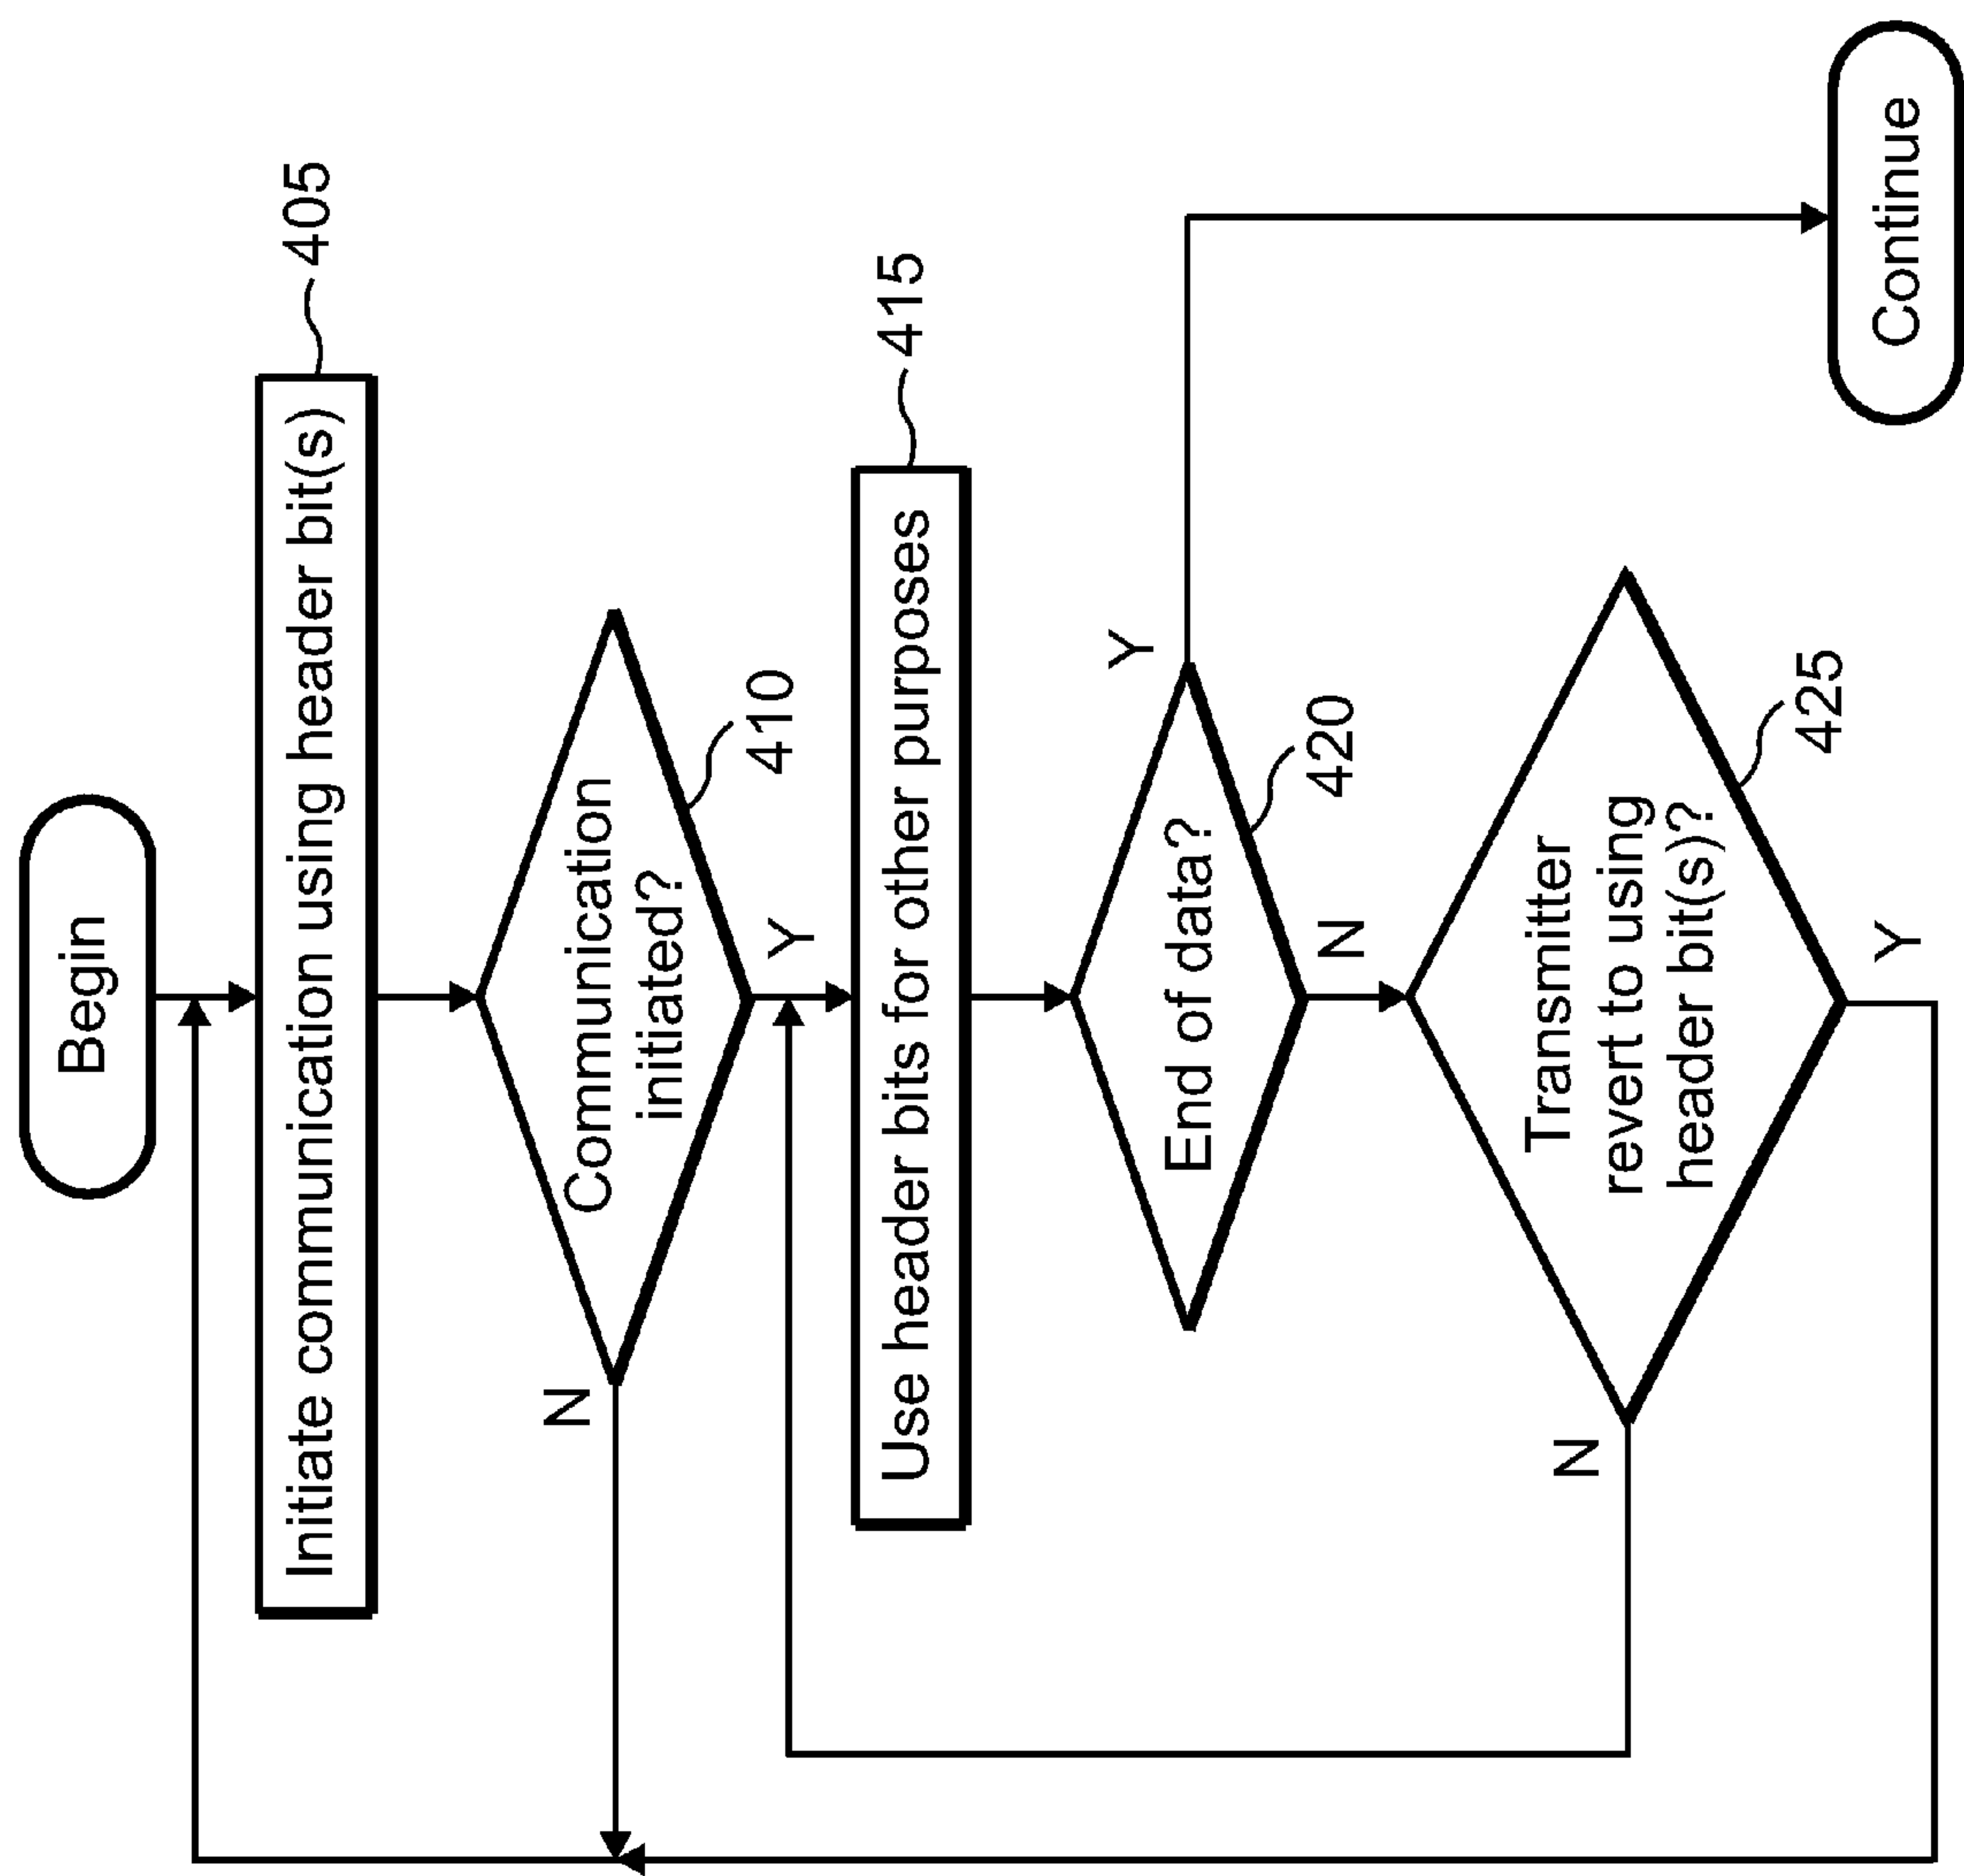 Begin
Initiate communication using header bit(s)
405
Communication
initiated?
410
N
Y
Use header bits for other purposes
415
End of data?
420
Y
N
Transmitter
revert to using
header bit(s)?
425
N
Y
Continue